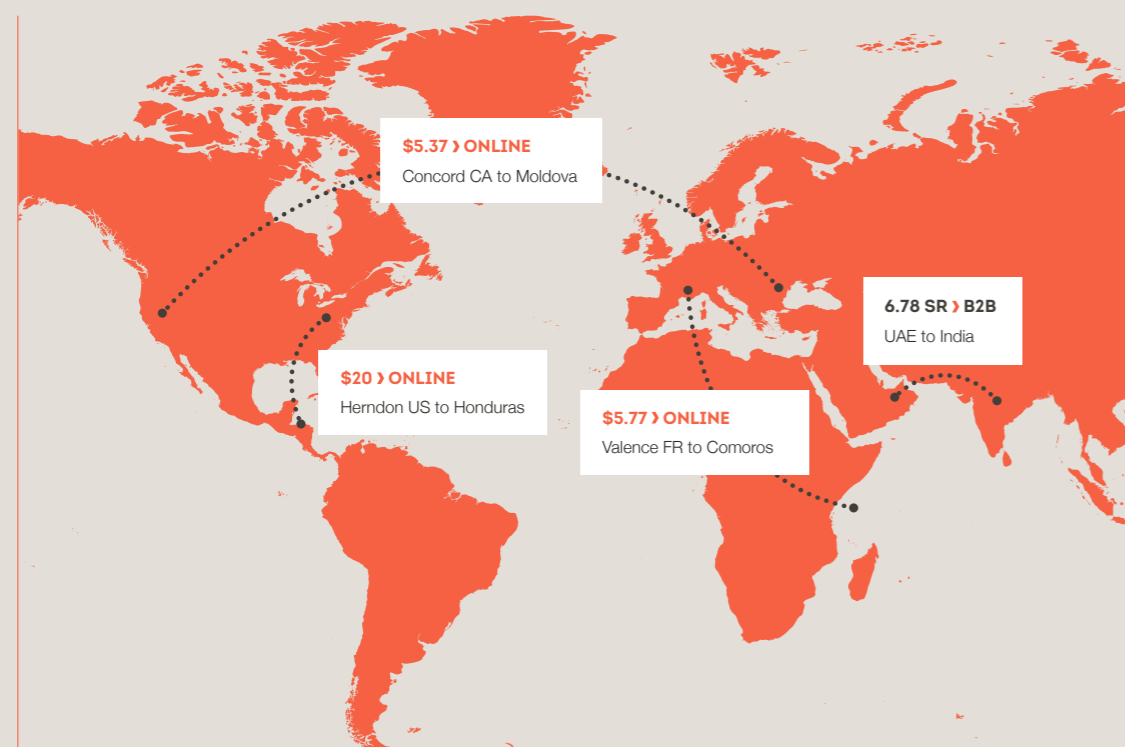 $5.37 › ONLINE
Concord CA to Moldova
6.78 SR › B2B
UAE to India
$20 › ONLINE
Herndon US to Honduras
$5.77 › ONLINE
Valence FR to Comoros